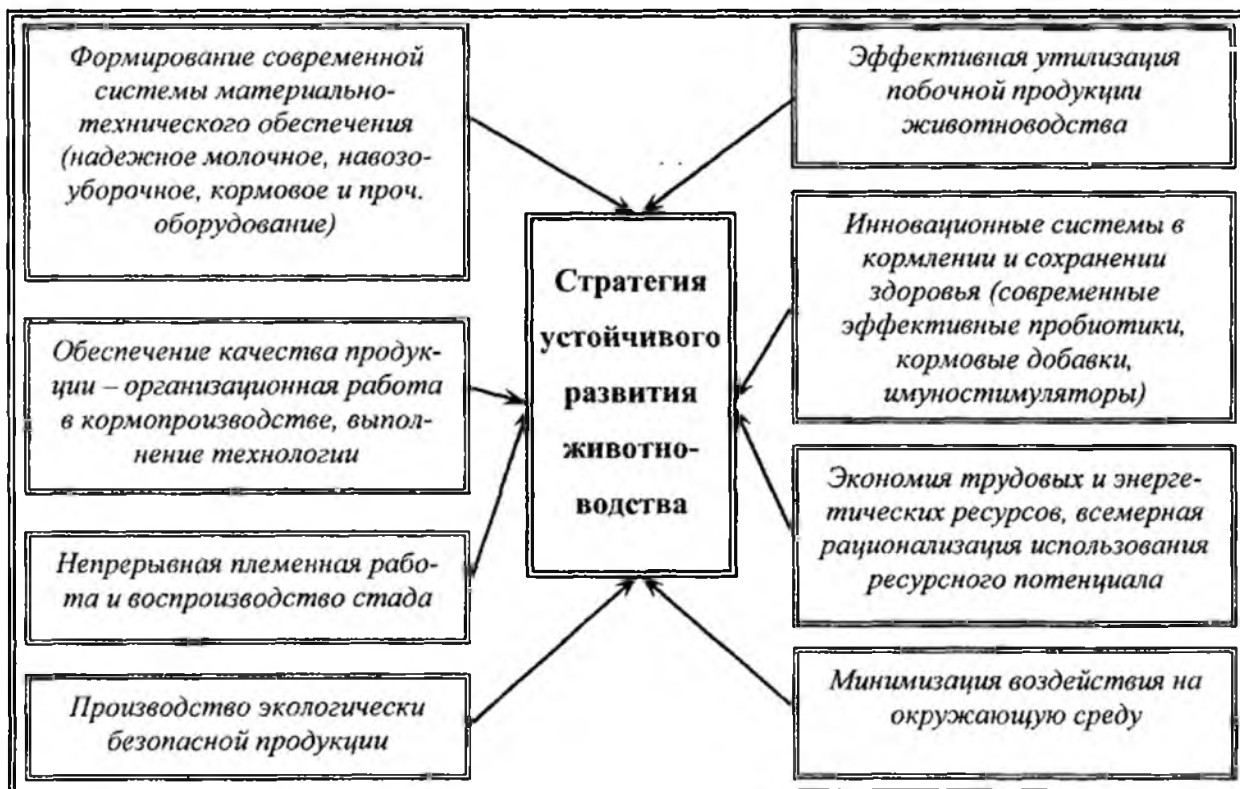 Формирование современной
системы материально-
технического обеспечения
(надежное молочное, навозо-
уборочное, кормовое и проч.
оборудование)
Обеспечение качества продук-
ции – организационная работа
в кормопроизводстве, выпол-
нение технологии
Непрерывная племенная рабо-
та и воспроизводство стада
Производство экологически
безопасной продукции
Стратегия
устойчивого
развития
животно-
водства
Эффективная утилизация
побочной продукции
животноводства
Инновационные системы в
кормлении и сохранении
здоровья (современные
эффективные пробиотики,
кормовые добавки,
имуностимуляторы)
Экономия трудовых и энерге-
тических ресурсов, всемерная
рационализация использования
ресурсного потенциала
Минимизация воздействия на
окружающую среду